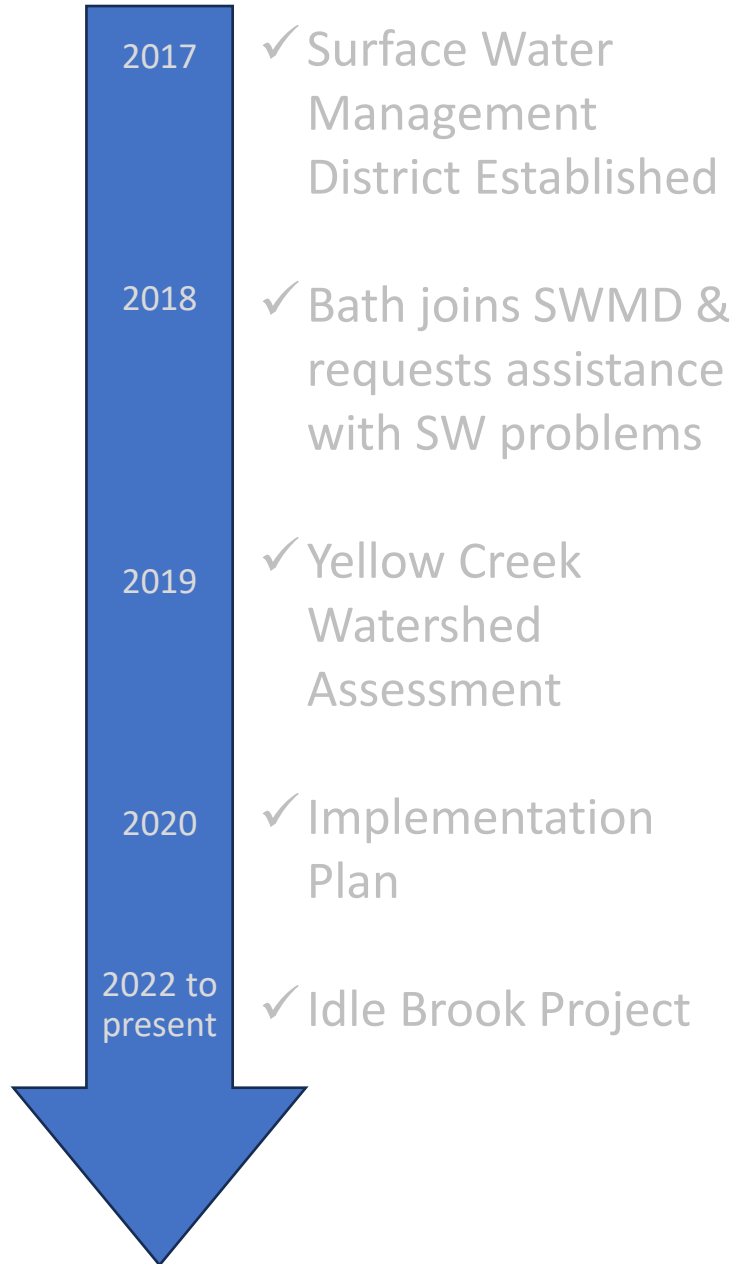 2017
✓ Surface Water
Management
District Established
2018
✓ Bath joins SWMD &
requests assistance
with SW problems
2019
✓ Yellow Creek
Watershed
Assessment
2020
✓ Implementation
Plan
2022 to
present
✓ Idle Brook Project